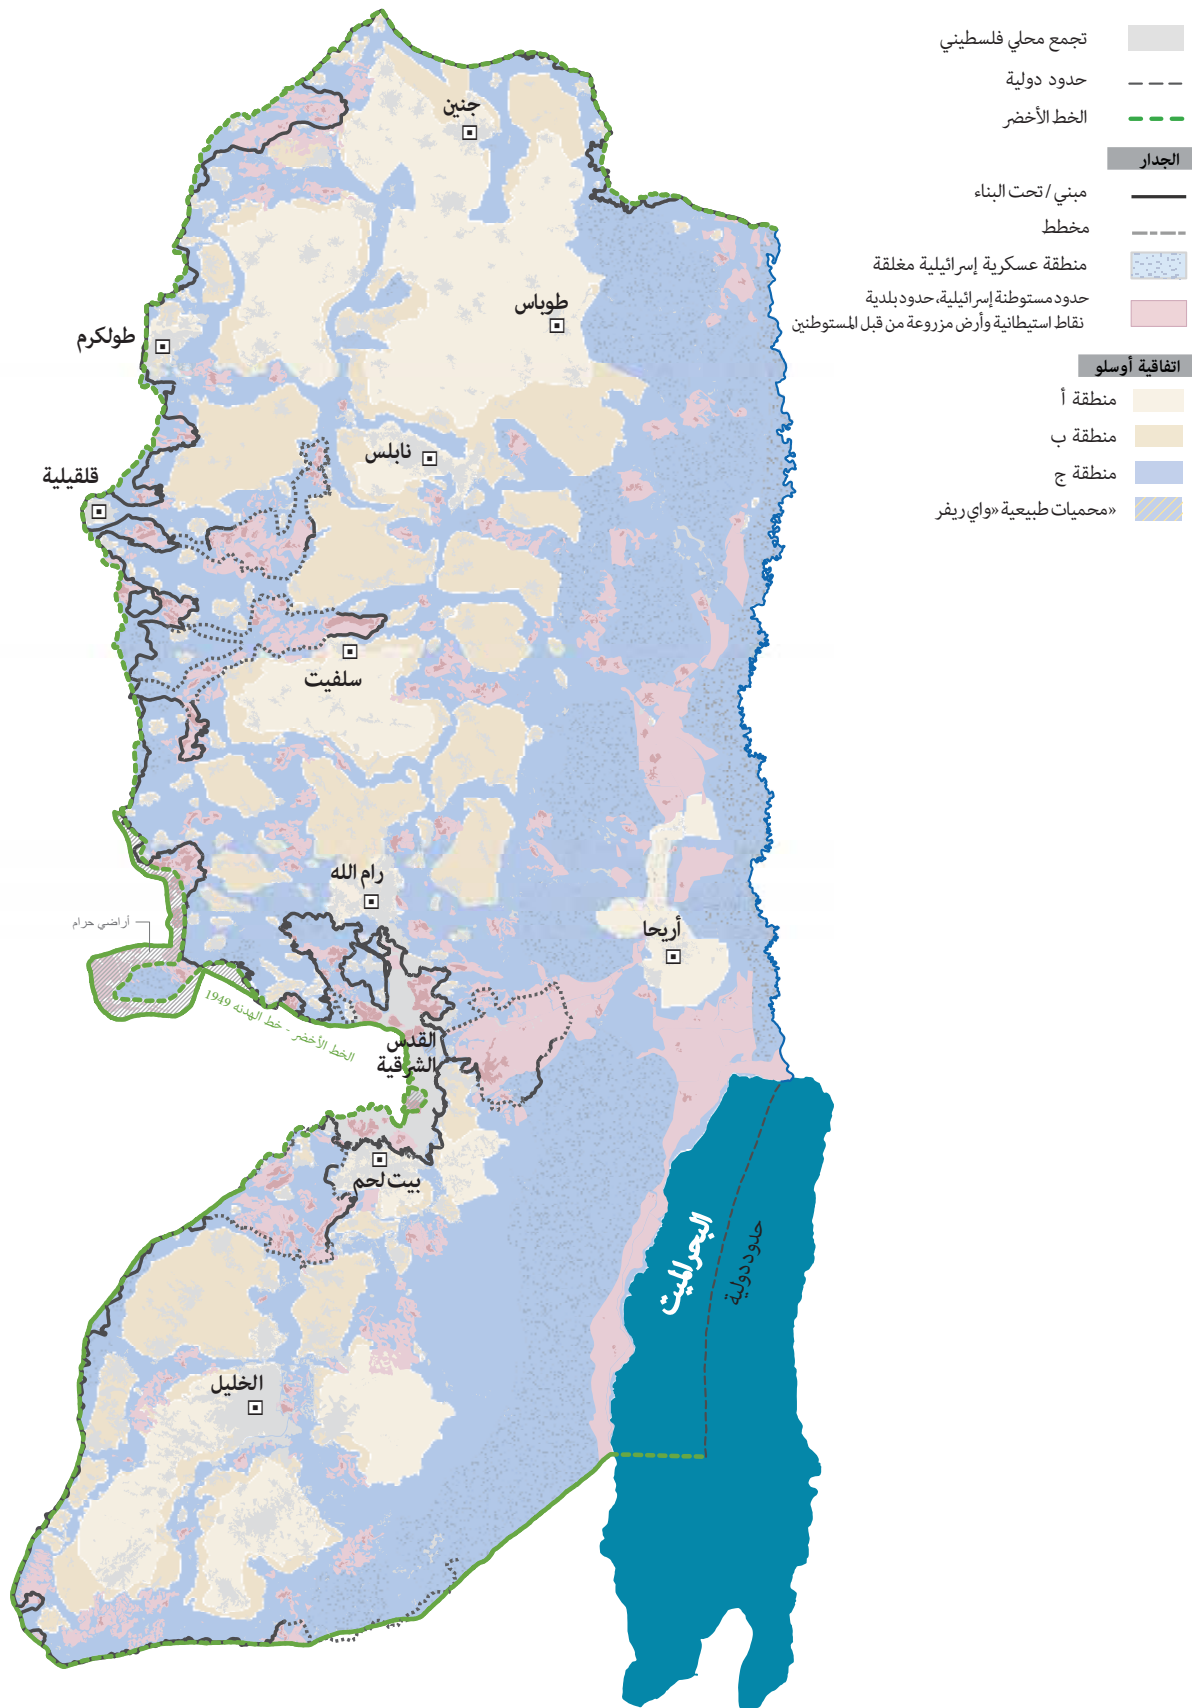 تجمع محلي فلسطيني
حدود دولية
الخط الأخضر
الجدار
مبني / تحت البناء
مخطط
منطقة عسكرية إسرائيلية مغلقة
حدود مستوطنة إسرائيلية، حدود بلدية
نقاط استيطانية وأرض مزروعة من قبل المستوطنين
اتفاقية أوسلو
منطقة أ
منطقة ب
منطقة ج
«محميات طبيعية «واي ريفر
جنين
طوباس
طولكرم
نابلس
قلقيلية
سلفيت
رام الله
أراضي حرام
أريحا
الخط الأخضر - خط الهدنه 1949
القدس
الشرقية
بيت لحم
البحر الميت
حدود دولية
الخليل